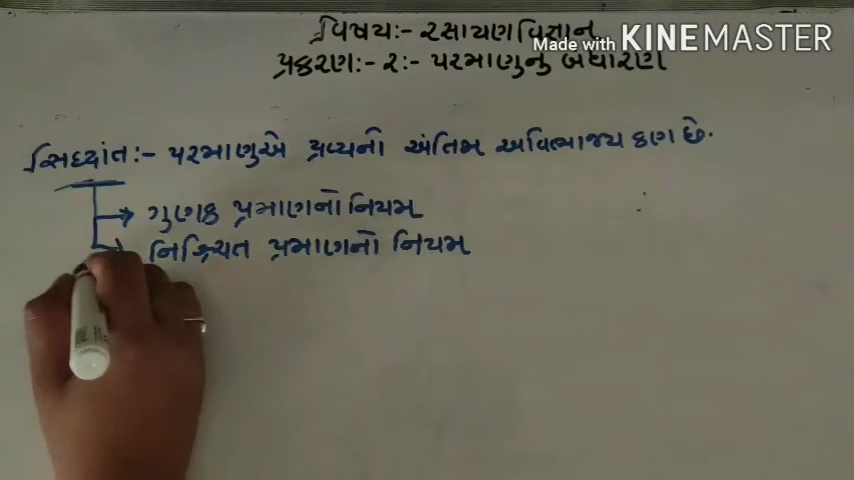 વિષય:- રસાયણ વિજ્ઞાન
Made with KINEMASTER
પ્રકરણ:- ૨:- પરમાણુનુ બંધારણ
સિધ્ધાંત:- પરમાણુએ દ્રવ્યનો અંતિમ અવિભાજ્ય કણ છે.
ગુણક પ્રમાણનો નિયમ
નિશ્ચિત પ્રમાણનો નિયમ